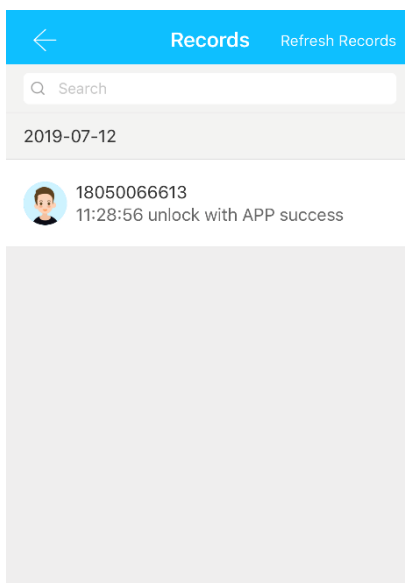 Records
Refresh Records
Search
2019-07-12
18050066613
11:28:56 unlock with APP success